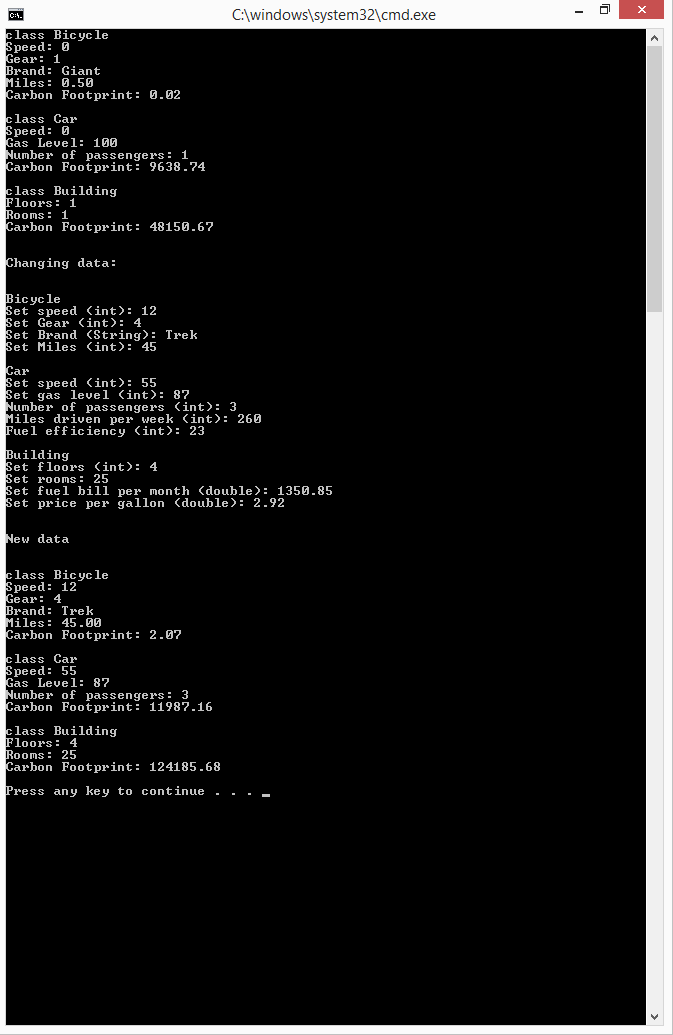 C:\windows\system32\cmd.exe
class Bicycle
Speed: 0
Gear: 1
Brand: Giant
Miles: 0.50
Carbon Footprint: 0.02
class Car
Speed: 0
Gas Level: 100
Number of passengers: 1
Carbon Footprint: 9638.74
class Building
Floors: 1
Rooms: 1
Carbon Footprint: 48150.67
Changing data:
Bicycle
Set speed (int): 12
Set Gear (int): 4
Set Brand (String): Trek
Set Miles (int): 45
Car
Set speed (int): 55
Set gas level (int): 87
Number of passengers (int): 3
Miles driven per week (int): 260
Fuel efficiency (int): 23
Building
Set floors (int): 4
Set rooms: 25
Set fuel bill per month (double): 1350.85
Set price per gallon (double): 2.92
New data
class Bicycle
Speed: 12
Gear: 4
Brand: Trek
Miles: 45.00
Carbon Footprint: 2.07
class Car
Speed: 55
Gas Level: 87
Number of passengers: 3
Carbon Footprint: 11987.16
class Building
Floors: 4
Rooms: 25
Carbon Footprint: 124185.68
Press any key to continue . . . _